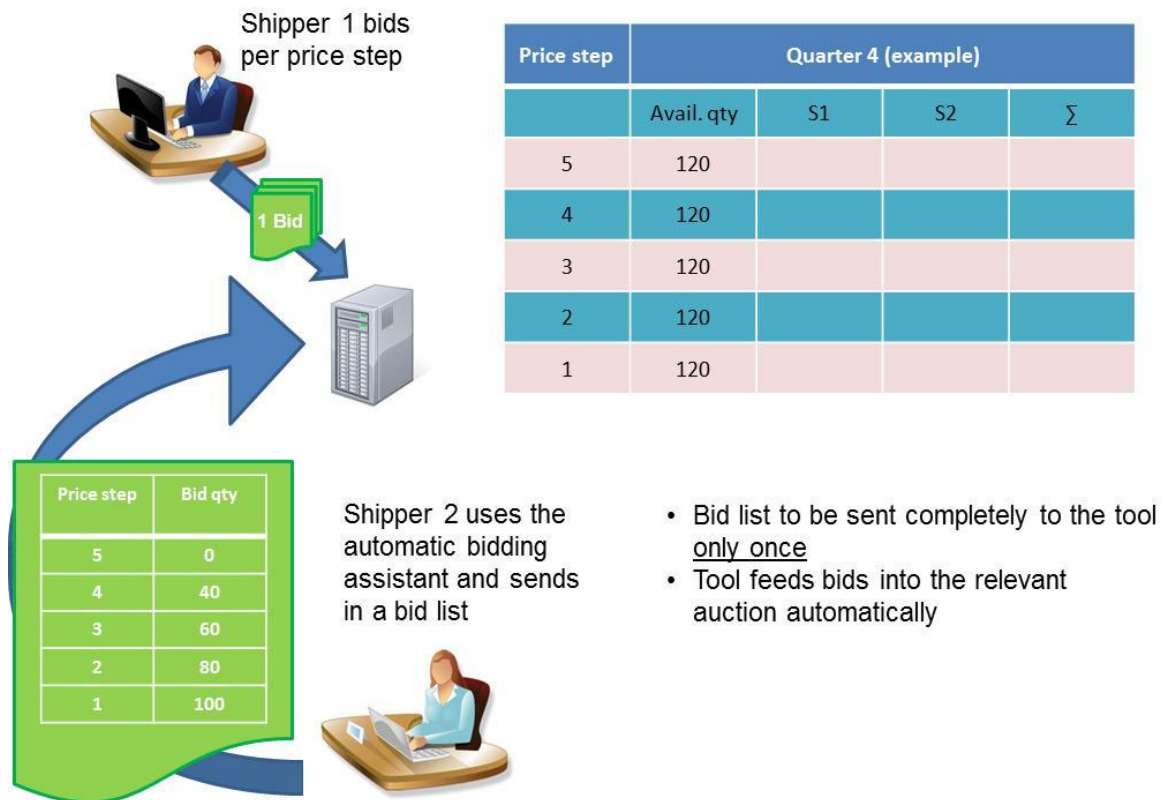 Shipper 1 bids
per price step
1 Bid
Price step Quarter 4 (example)
Avail. qty S1 S2 ∑
5 120
4 120
3 120
2 120
1 120
Price step Bid qty
5 0
4 40
3 60
2 80
1 100
Shipper 2 uses the
automatic bidding
assistant and sends
in a bid list
• Bid list to be sent completely to the tool
only once
• Tool feeds bids into the relevant
auction automatically